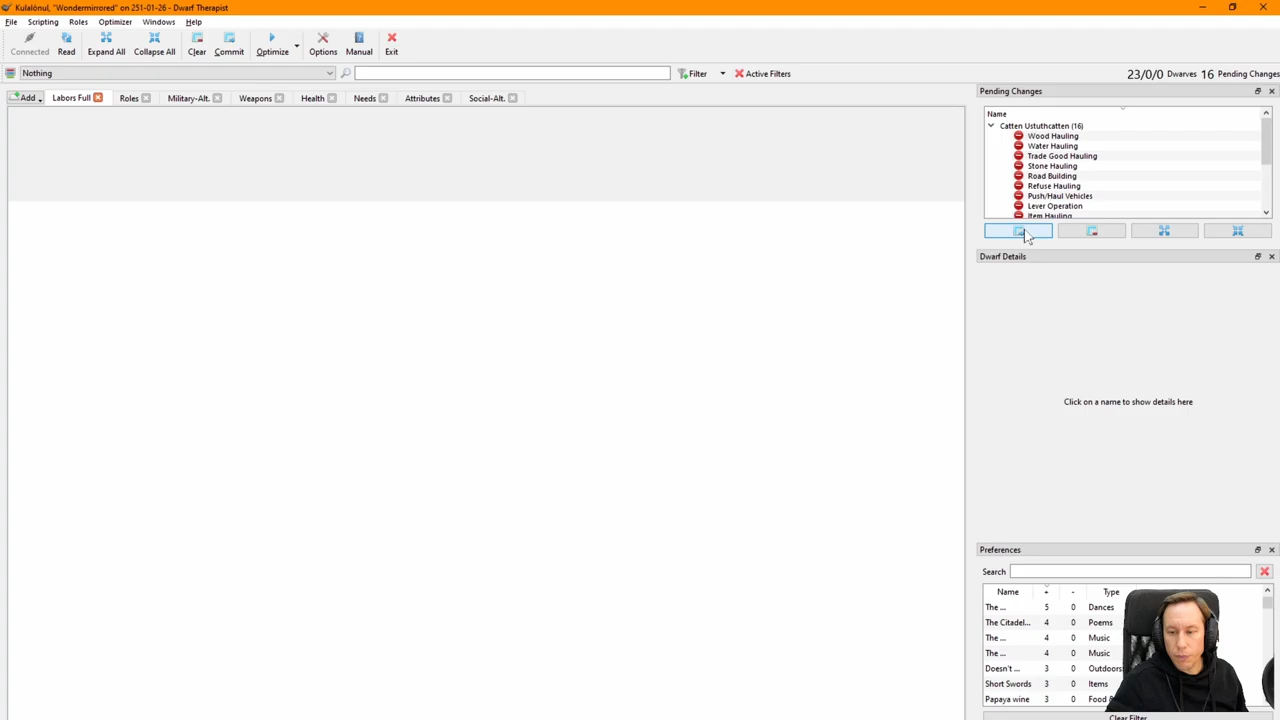 Kulalónul, "Wondermirrored" on 251-01-26 - Dwarf Therapist
File Scripting Roles Optimizer Windows Help
Connected Read Expand All Collapse All Clear Commit Optimize Options Manual Exit
Nothing Filter Active Filters 23/0/0 Dwarves 16 Pending Changes
Add Labors Full Roles Military-Alt. Weapons Health Needs Attributes Social-Alt.
Pending Changes
Name
Catten Ustuthcatten (16)
Wood Hauling
Water Hauling
Trade Good Hauling
Stone Hauling
Road Building
Refuse Hauling
Push/Haul Vehicles
Lever Operation
Item Hauling
Dwarf Details
Click on a name to show details here
Preferences
Search
Name + - Type
The ... 5 0 Dances
The Citadel... 4 0 Poems
The ... 4 0 Music
The ... 4 0 Music
Doesn't ... 3 0 Outdoors
Short Swords 3 0 Items
Papaya wine 3 0 Food &
Clear Filter